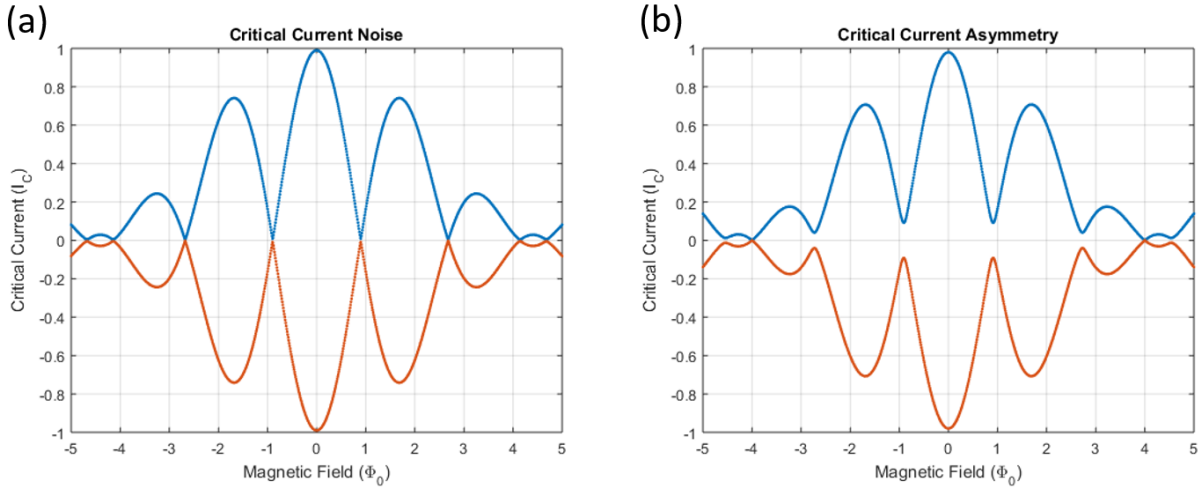 (a)
Critical Current Noise
Critical Current (I_C)
1
0.8
0.6
0.4
0.2
0
-0.2
-0.4
-0.6
-0.8
-1
-5 -4 -3 -2 -1 0 1 2 3 4 5
Magnetic Field (Φ_0)
(b)
Critical Current Asymmetry
Critical Current (I_C)
1
0.8
0.6
0.4
0.2
0
-0.2
-0.4
-0.6
-0.8
-1
-5 -4 -3 -2 -1 0 1 2 3 4 5
Magnetic Field (Φ_0)